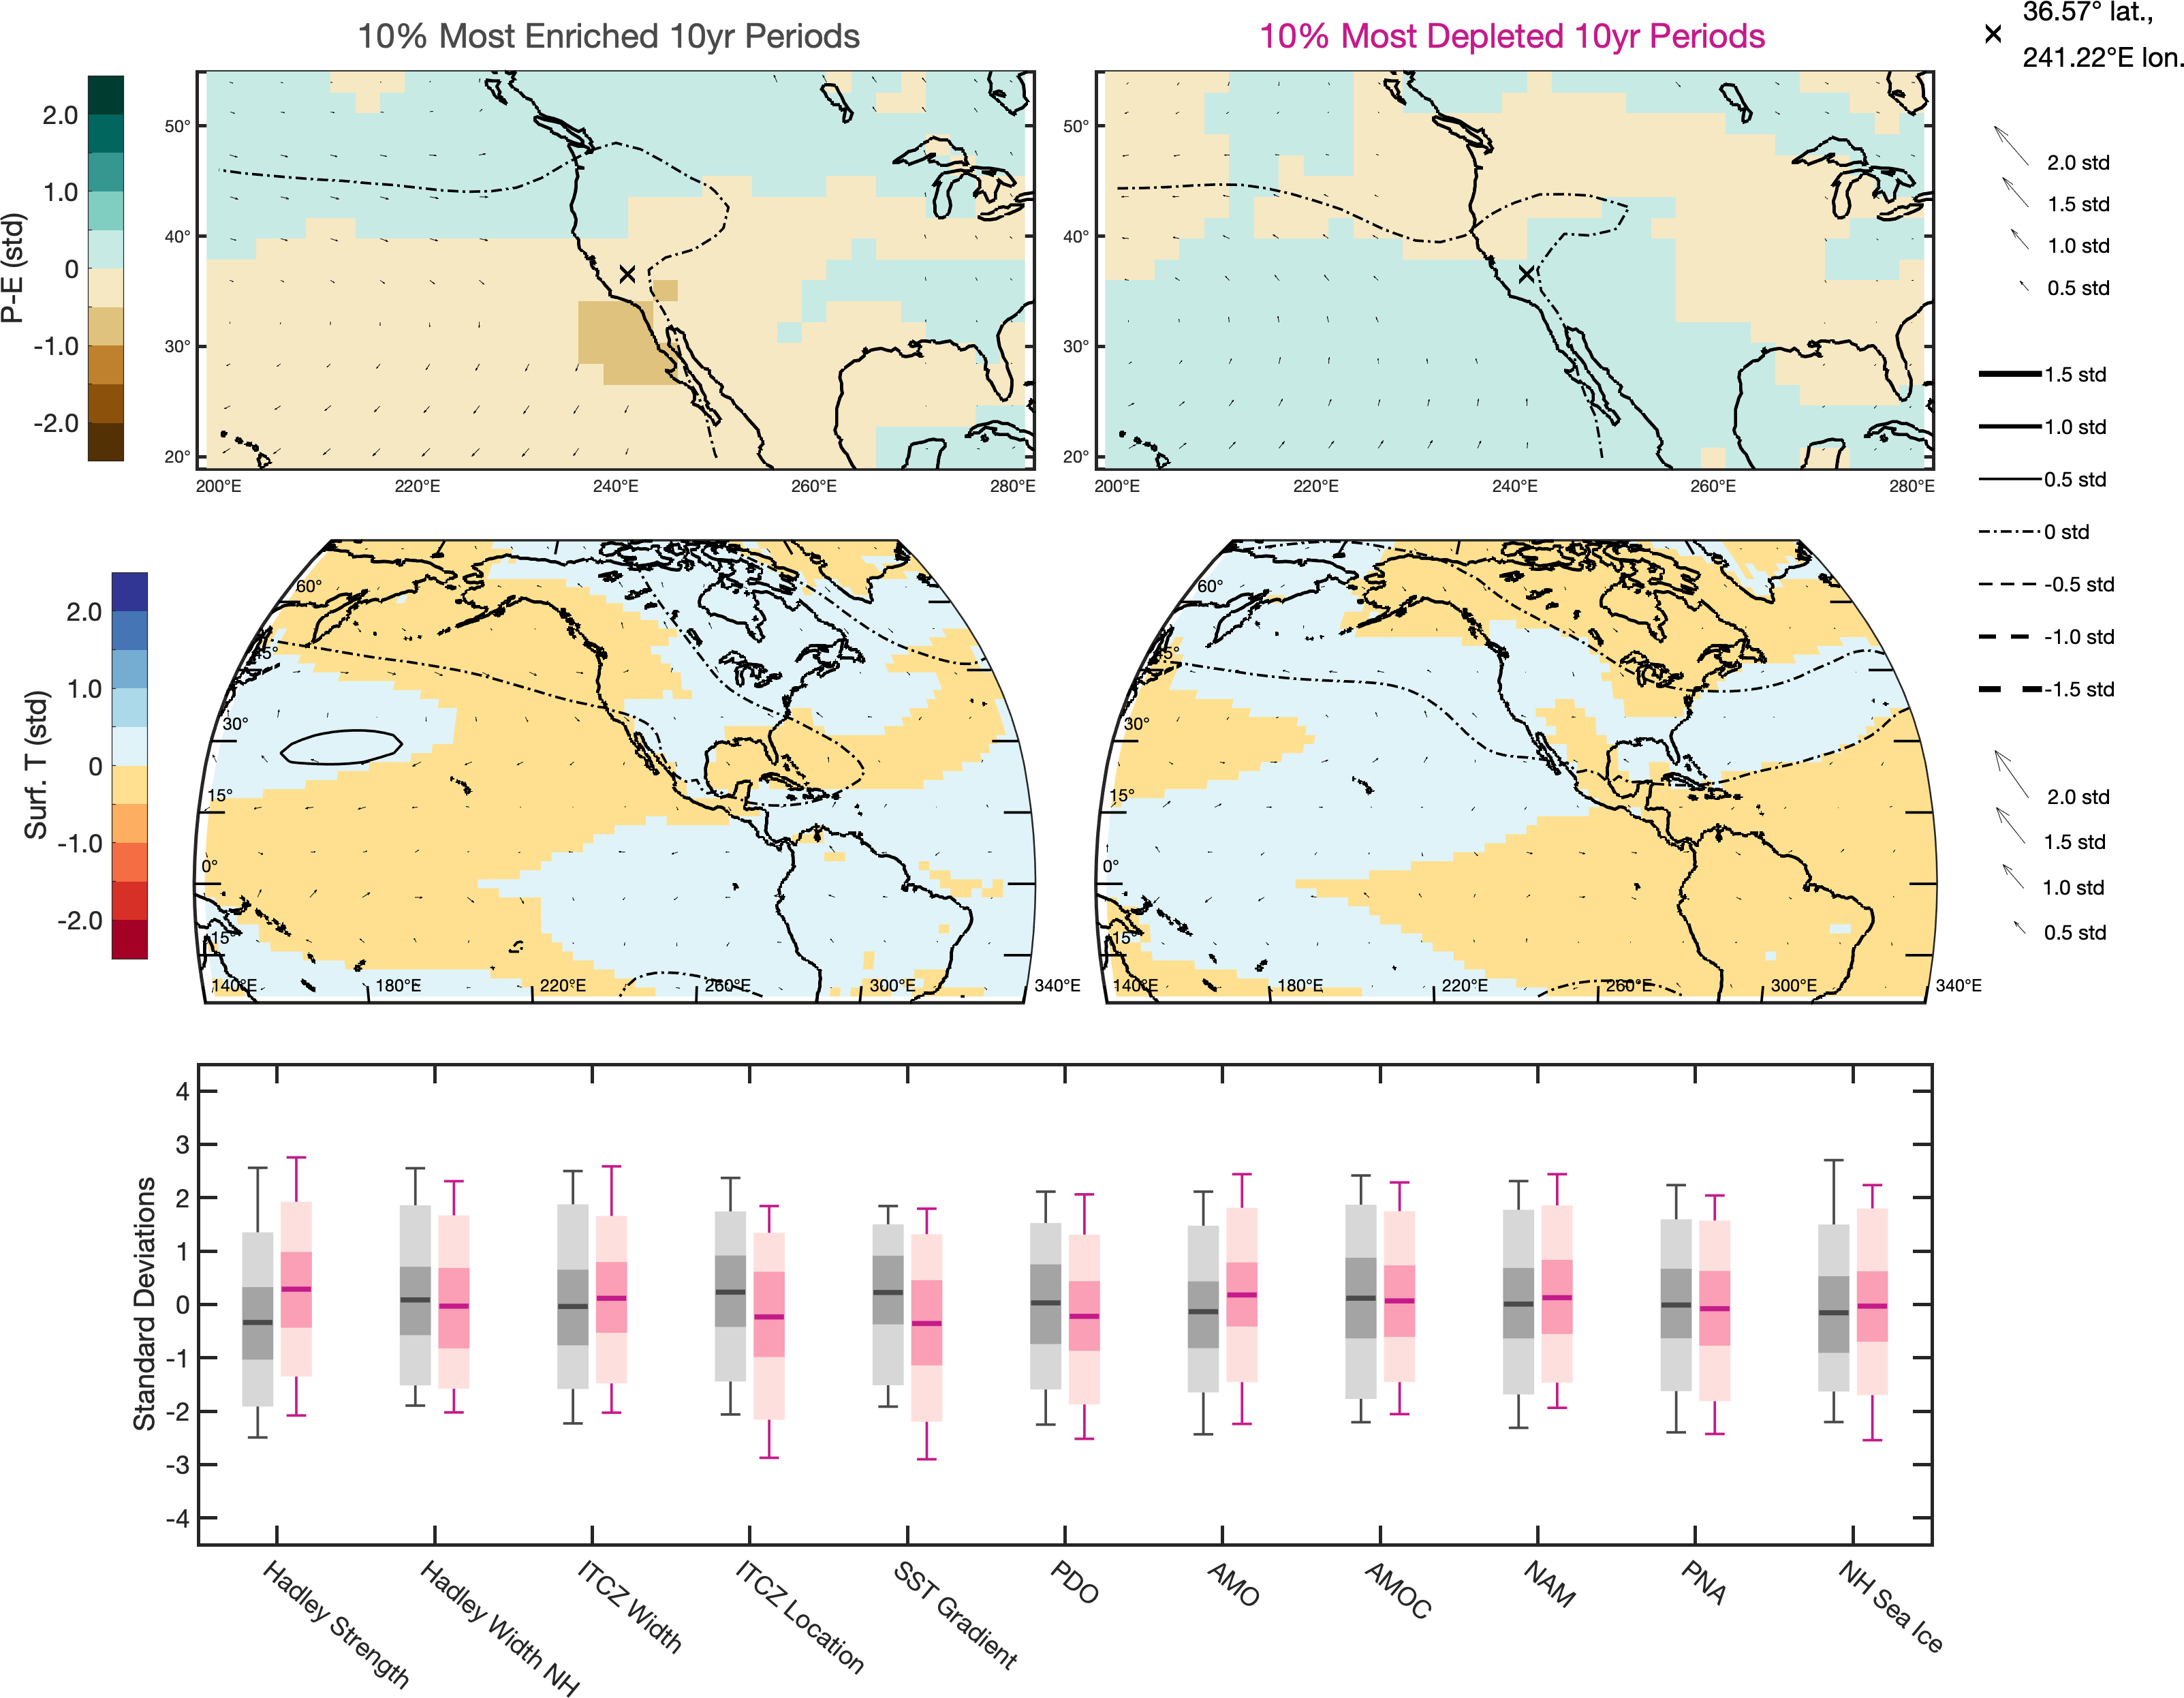 10% Most Enriched 10yr Periods
10% Most Depleted 10yr Periods
36.57° lat.,
241.22°E lon.
P-E (std)
2.0
1.0
0
-1.0
-2.0
50°
40°
30°
20°
200°E
220°E
240°E
260°E
280°E
50°
40°
30°
20°
200°E
220°E
240°E
260°E
280°E
2.0 std
1.5 std
1.0 std
0.5 std
1.5 std
1.0 std
0.5 std
0 std
-0.5 std
-1.0 std
-1.5 std
2.0 std
1.5 std
1.0 std
0.5 std
Surf. T (std)
2.0
1.0
0
-1.0
-2.0
60°
45°
30°
15°
0°
-15°
140°E
180°E
220°E
260°E
300°E
340°E
60°
45°
30°
15°
0°
-15°
140°E
180°E
220°E
260°E
300°E
340°E
Standard Deviations
4
3
2
1
0
-1
-2
-3
-4
Hadley Strength
Hadley Width NH
ITCZ Width
ITCZ Location
SST Gradient
PDO
AMO
AMOC
NAM
PNA
NH Sea Ice